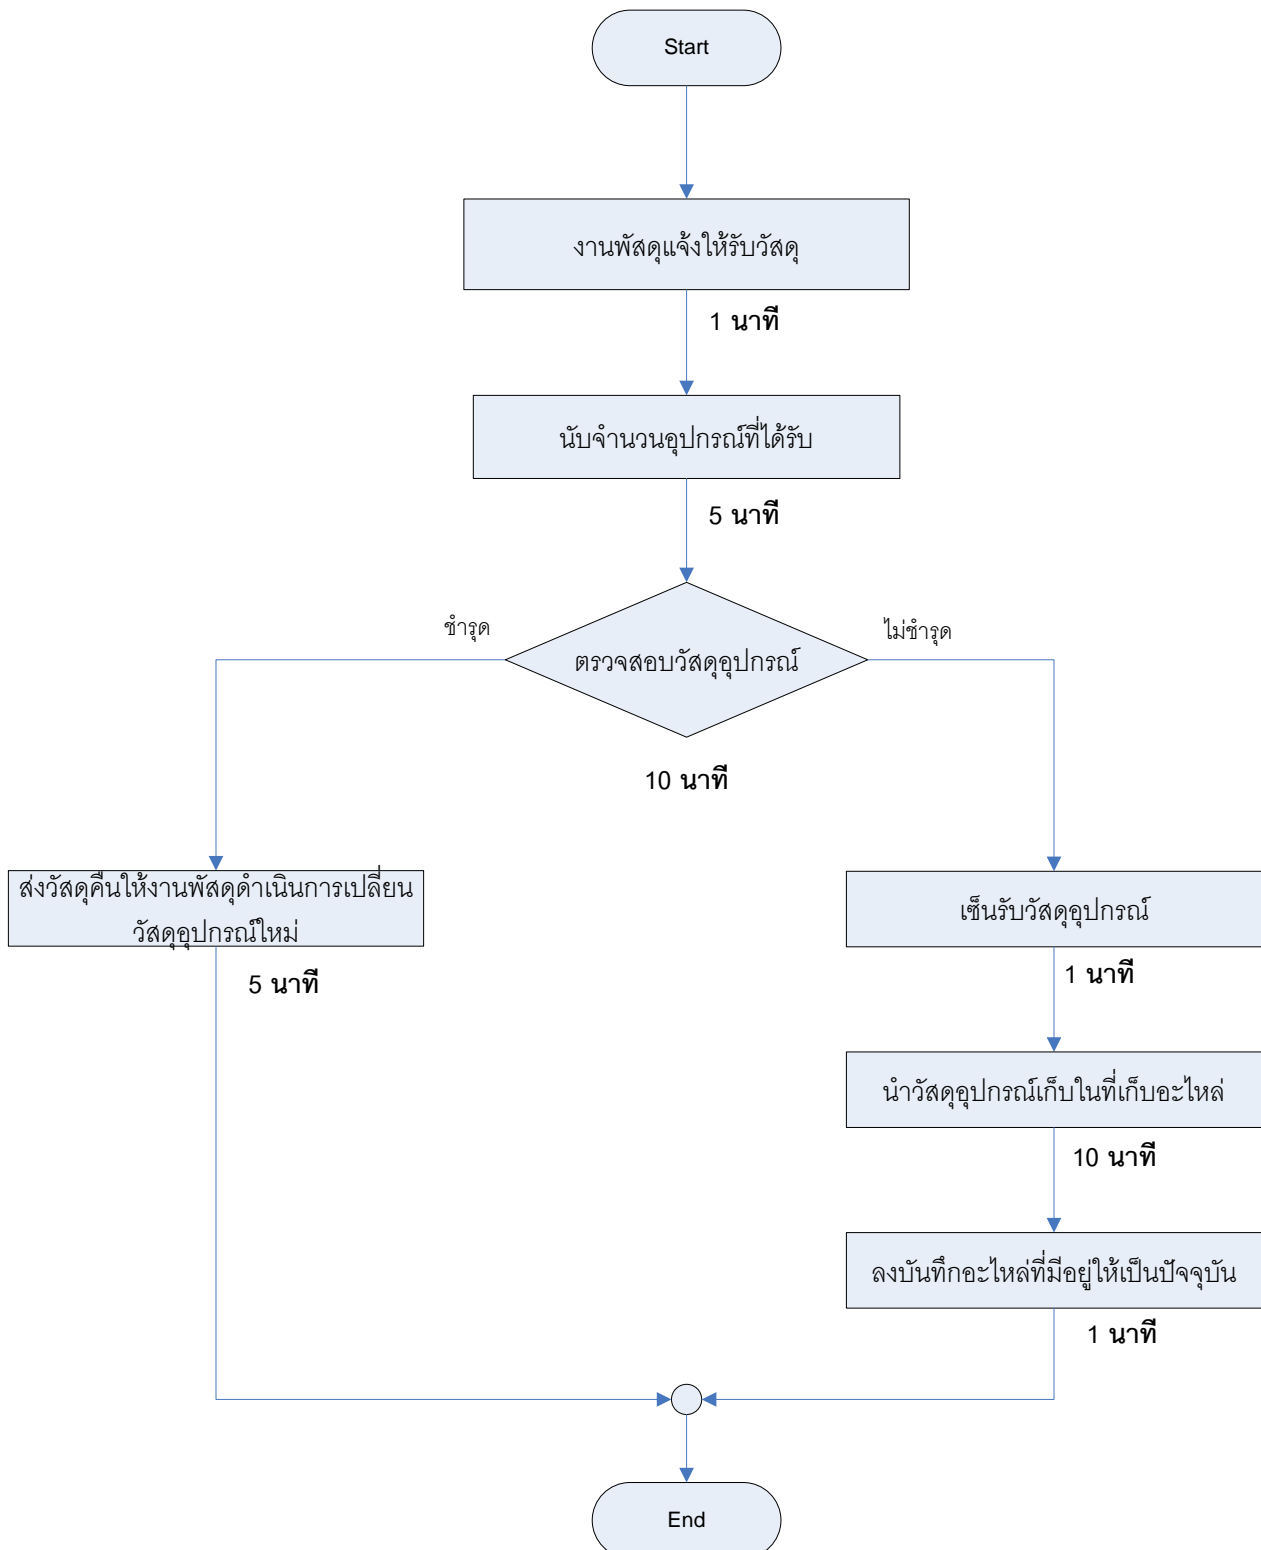 Start
งานพัสดุแจ้งให้รับวัสดุ
1 นาที
นับจำนวนอุปกรณ์ที่ได้รับ
5 นาที
ชำรุด
ไม่ชำรุด
ตรวจสอบวัสดุอุปกรณ์
10 นาที
ส่งวัสดุคืนให้งานพัสดุดำเนินการเปลี่ยน
วัสดุอุปกรณ์ใหม่
5 นาที
เซ็นรับวัสดุอุปกรณ์
1 นาที
นำวัสดุอุปกรณ์เก็บในที่เก็บอะไหล่
10 นาที
ลงบันทึกอะไหล่ที่มีอยู่ให้เป็นปัจจุบัน
1 นาที
End